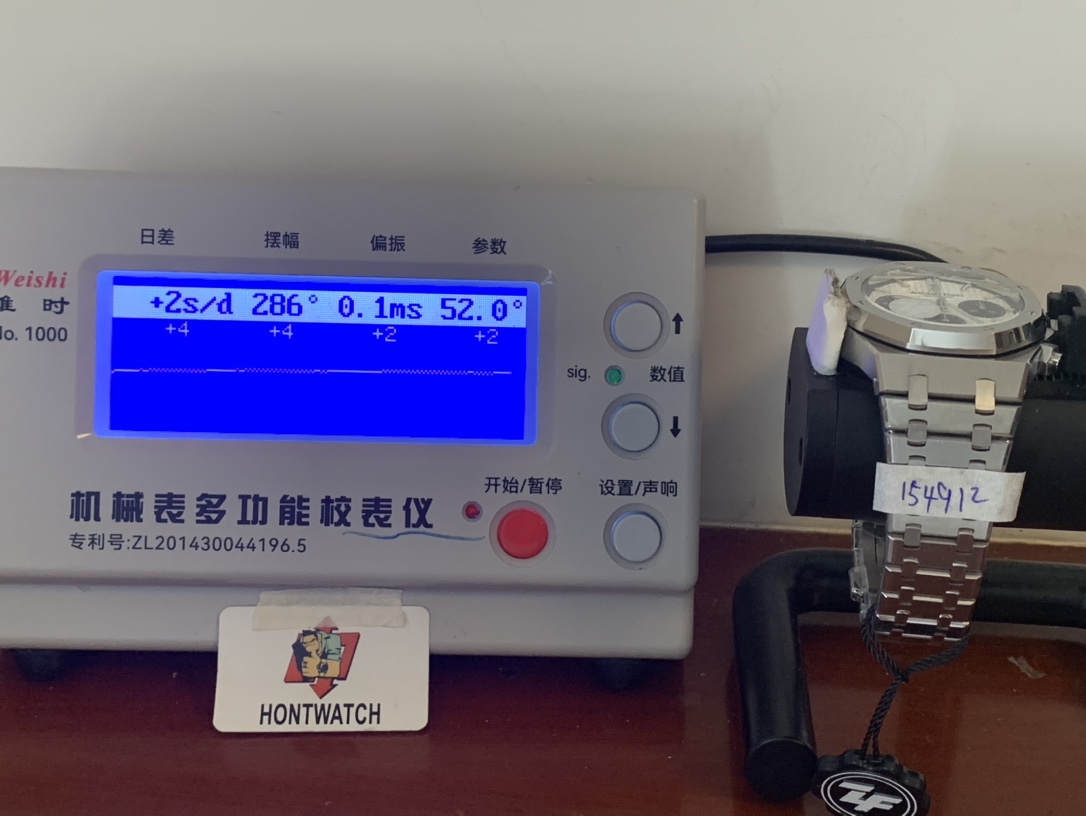 日差 摆幅 偏振 参数
Weishi
准 时
No. 1000
+2s/d 286° 0.1ms 52.0°
+4 +4 +2 +2
sig. 数值
开始/暂停 设置/声响
机械表多功能校表仪
专利号:ZL201430044196.5
HONTWATCH
154912
ZF